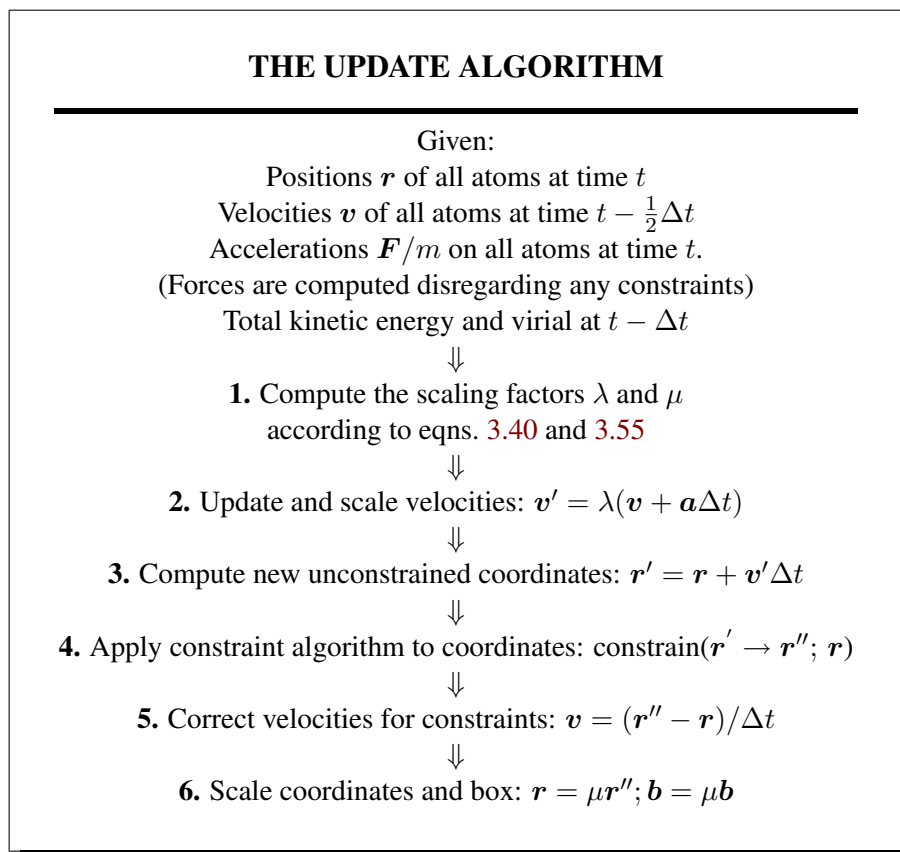 THE UPDATE ALGORITHM
Given:
Positions r of all atoms at time t
Velocities v of all atoms at time t − ½Δt
Accelerations F/m on all atoms at time t.
(Forces are computed disregarding any constraints)
Total kinetic energy and virial at t − Δt
⇓
1. Compute the scaling factors λ and μ
according to eqns. 3.40 and 3.55
⇓
2. Update and scale velocities: v′ = λ(v + aΔt)
⇓
3. Compute new unconstrained coordinates: r′ = r + v′Δt
⇓
4. Apply constraint algorithm to coordinates: constrain(r′ → r″; r)
⇓
5. Correct velocities for constraints: v = (r″ − r)/Δt
⇓
6. Scale coordinates and box: r = μr″; b = μb